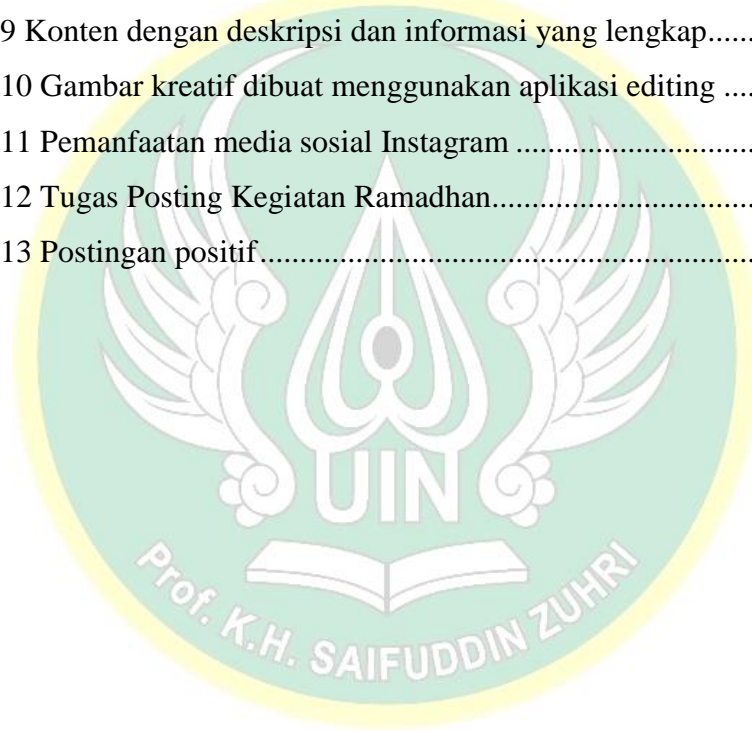 9 Konten dengan deskripsi dan informasi yang lengkap......
10 Gambar kreatif dibuat menggunakan aplikasi editing ....
11 Pemanfaatan media sosial Instagram ..............................
12 Tugas Posting Kegiatan Ramadhan.................................
13 Postingan positif..............................................................
UIN
Prof. K.H. SAIFUDDIN ZUHRI